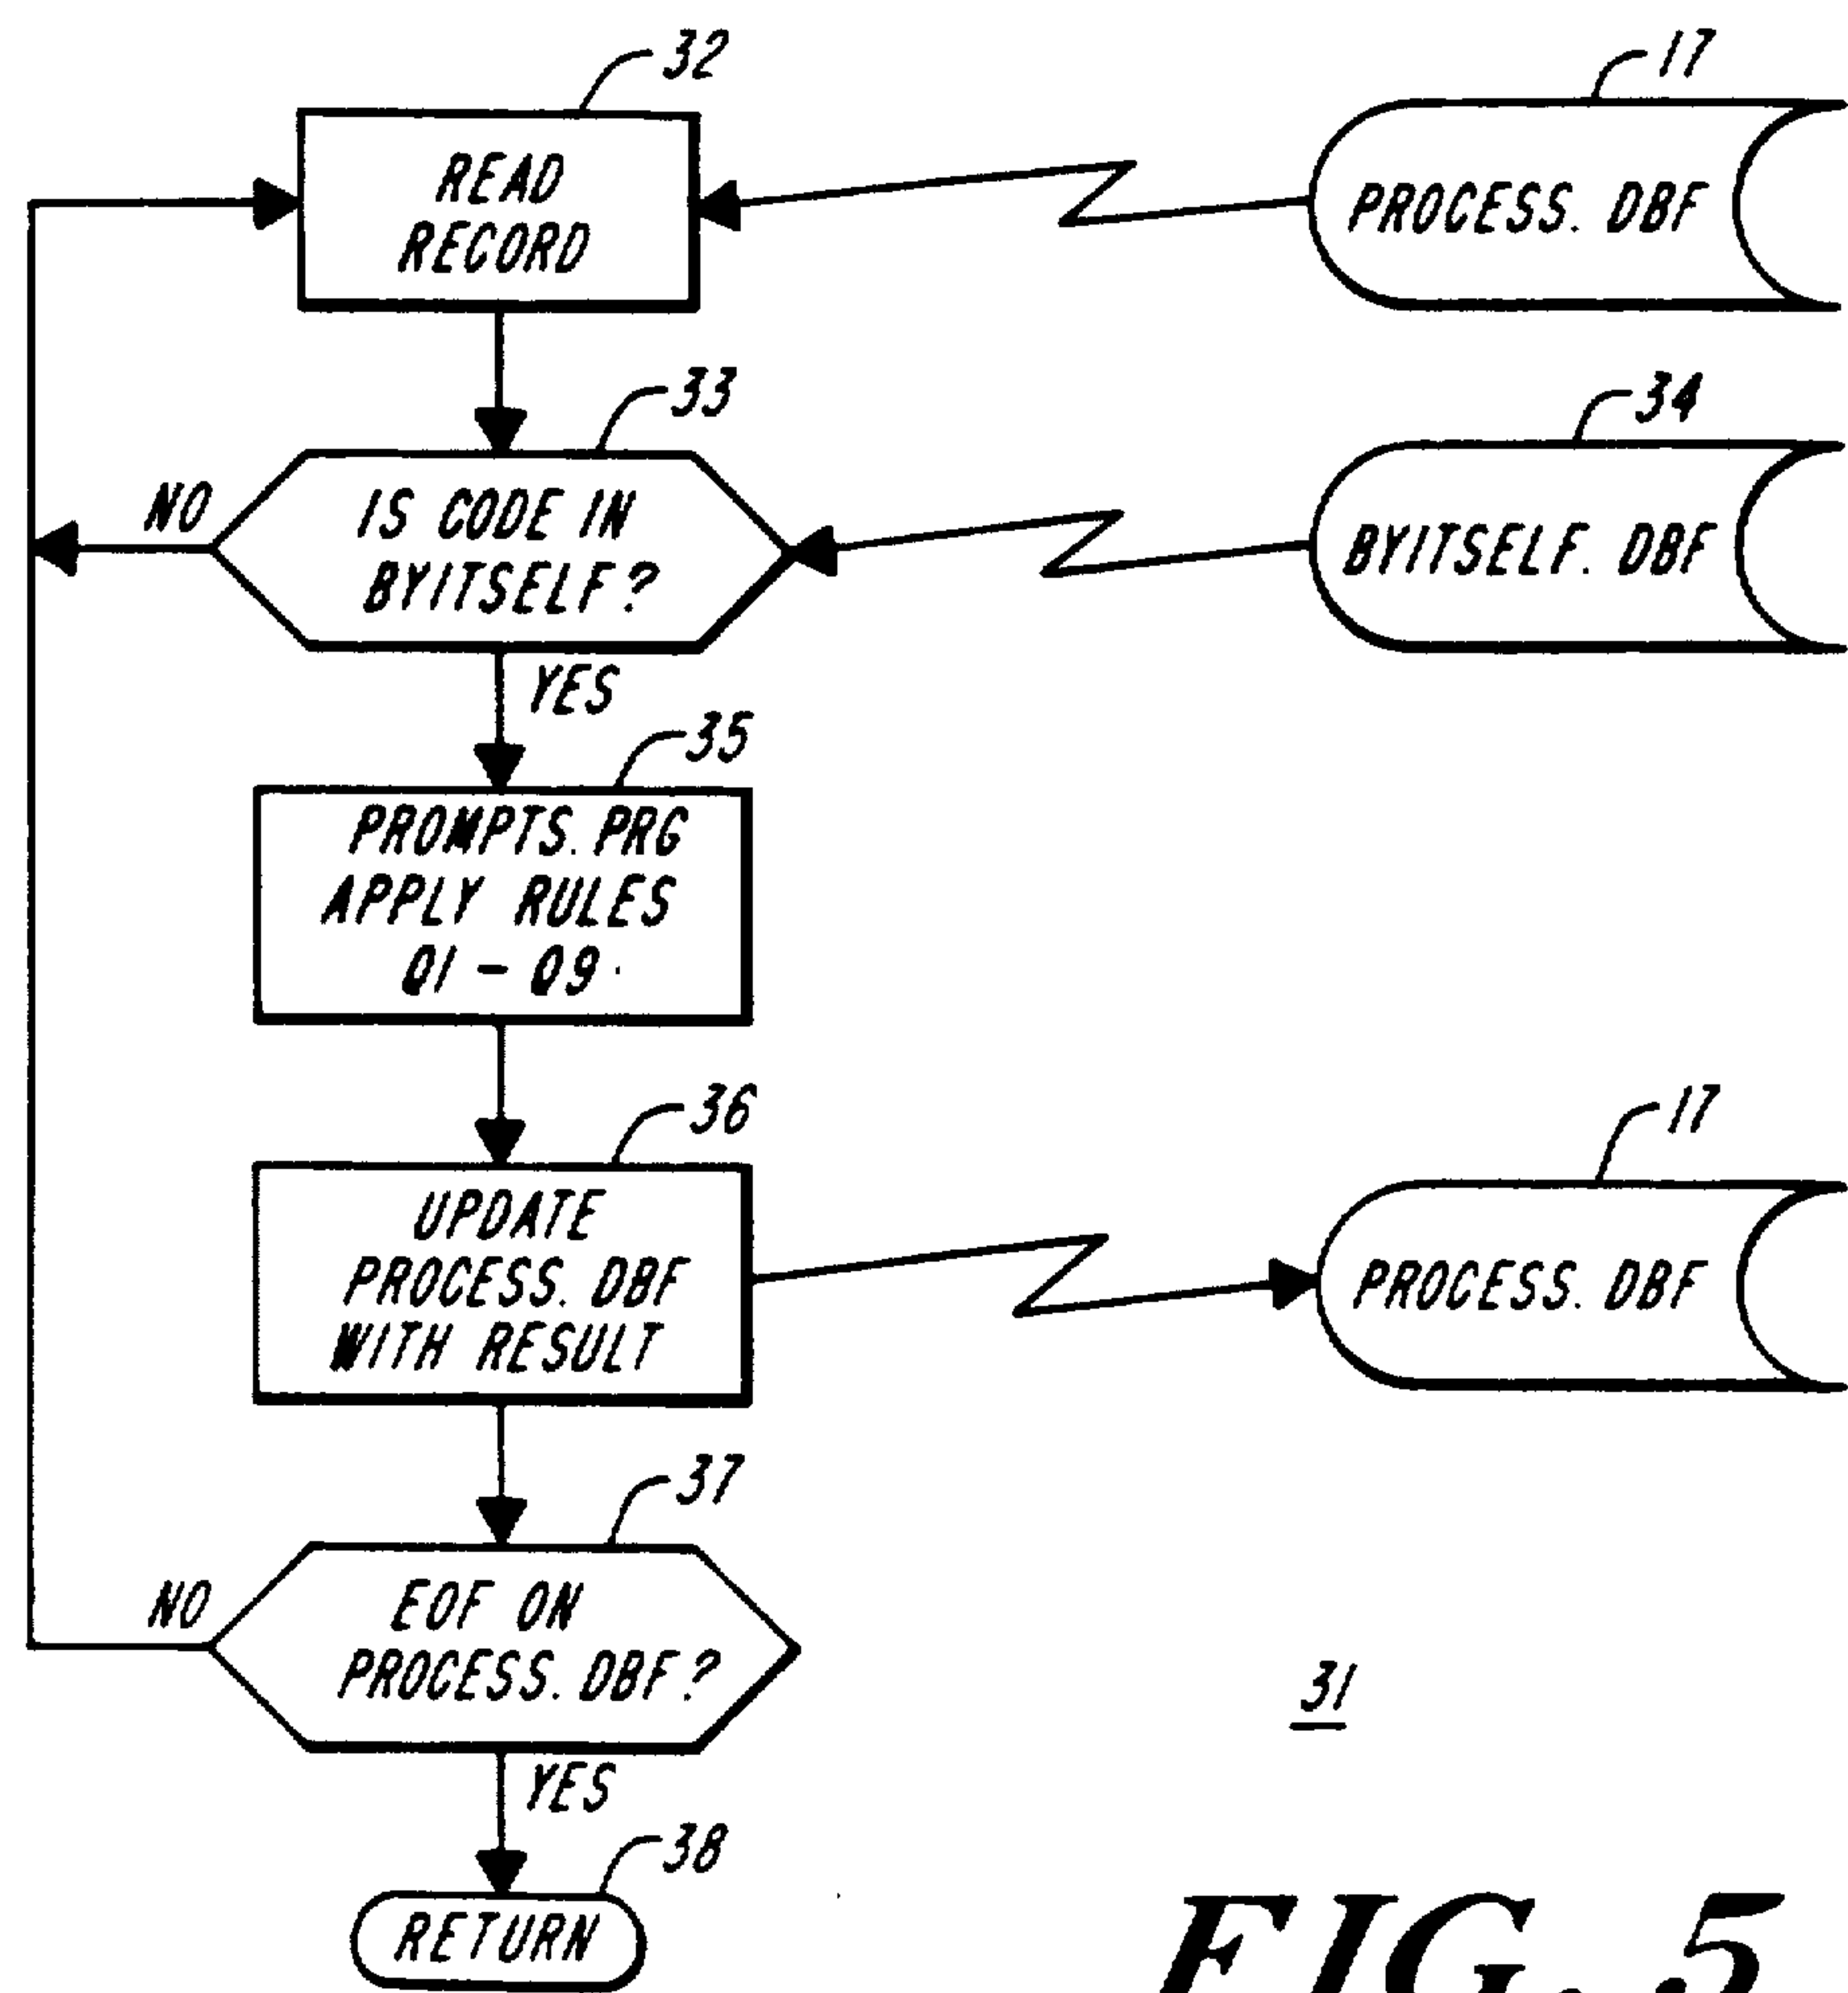 32
17
READ
RECORD
PROCESS. DBF
33
34
NO
IS CODE IN
BYITSELF?
BYITSELF. DBF
YES
35
PROMPTS. PRG
APPLY RULES
01 - 09
36
17
UPDATE
PROCESS. DBF
WITH RESULT
PROCESS. DBF
37
NO
EOF ON
PROCESS. DBF?
31
YES
38
RETURN
FIG. 5